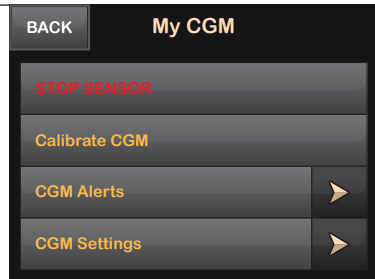 BACK
My CGM
STOP SENSOR
Calibrate CGM
CGM Alerts
CGM Settings